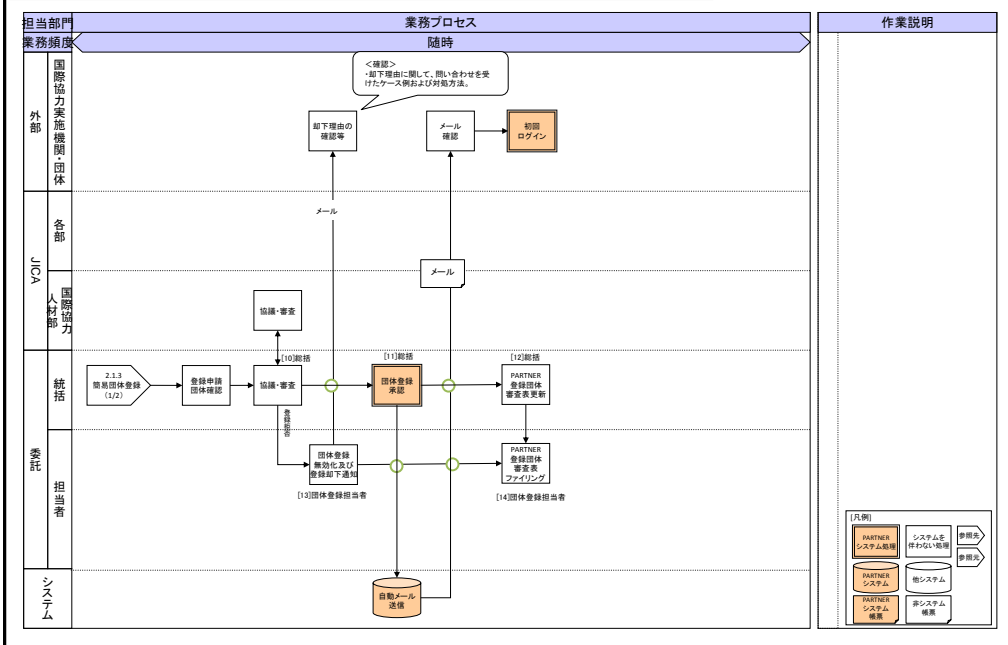 担当部門
業務プロセス
作業説明
業務頻度
随時
外部
国際協力実施機関・団体
＜確認＞
・却下理由に関して、問い合わせを受
けたケース例および対処方法。
却下理由の
確認等
メール
確認
初回
ログイン
JICA
各部
メール
メール
国際協力
人材部
協議・審査
委託
統括
[10]総括
[11]総括
[12]総括
2.1.3
簡易団体登録
（1/2）
登録申請
団体確認
協議・審査
団体登録
承認
PARTNER
登録団体
審査表更新
登録拒否
担当者
団体登録
無効化及び
登録却下通知
PARTNER
登録団体
審査表
ファイリング
[13]団体登録担当者
[14]団体登録担当者
システム
自動メール
送信
[凡例]
PARTNER
システム処理
システムを
伴わない処理
参照先
参照元
PARTNER
システム
他システム
PARTNER
システム
帳票
非システム
帳票